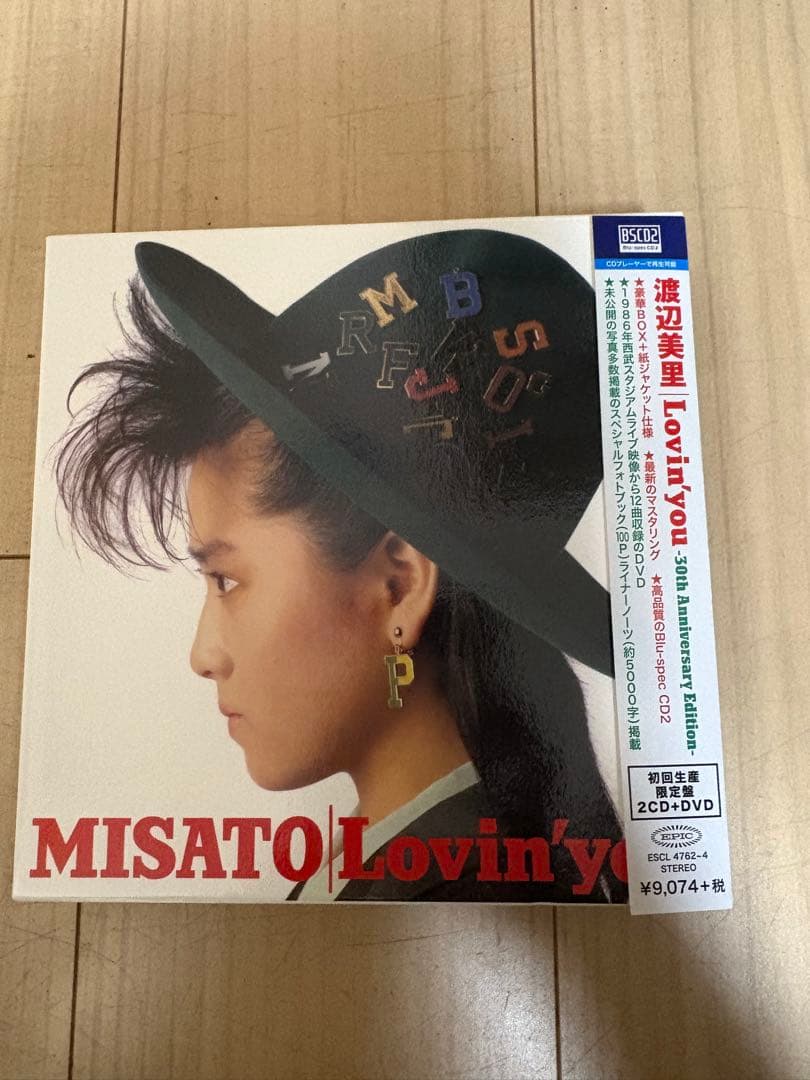 M B
I R F S
J O C
L I
P
MISATO|Lovin'yo
BSCD2
Blu-spec CD2
CDプレーヤーで再生可能
渡辺美里|Lovin'you -30th Anniversary Edition-
★豪華BOX+紙ジャケット仕様 ★最新のマスタリング ★高品質のBlu-spec CD2
★1986年西武スタジアムライブ映像から12曲収録のDVD
★未公開の写真多数掲載のスペシャルフォトブック(100P)ライナーノーツ(約5000字)掲載
初回生産
限定盤
2CD+DVD
EPIC
ESCL 4762~4
STEREO
¥9,074+税